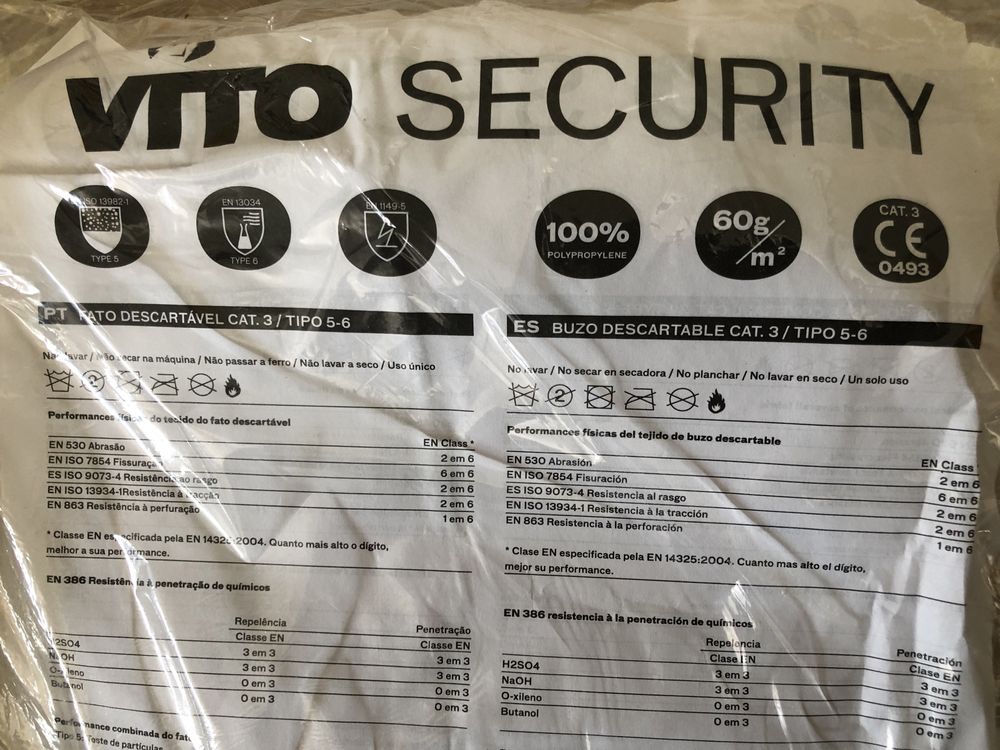 VITO SECURITY
ISO 13982-1
TYPE 5
EN 13034
TYPE 6
EN 1149-5
100%
POLYPROPYLENE
60g/m²
CAT. 3
CE
0493
PT FATO DESCARTÁVEL CAT. 3 / TIPO 5-6
Não lavar / Não secar na máquina / Não passar a ferro / Não lavar a seco / Uso único
2
Performances físicas do tecido do fato descartável
EN Class *
EN 530 Abrasão 2 em 6
EN ISO 7854 Fissuração 6 em 6
ES ISO 9073-4 Resistência ao rasgo 2 em 6
EN ISO 13934-1Resistência à tracção 2 em 6
EN 863 Resistência à perfuração 1 em 6
* Classe EN especificada pela EN 14325:2004. Quanto mais alto o dígito,
melhor a sua performance.
EN 386 Resistência à penetração de químicos
Repelência Penetração
Classe EN Classe EN
H2SO4 3 em 3 3 em 3
NaOH 3 em 3 3 em 3
O-xileno 0 em 3 0 em 3
Butanol 0 em 3 0 em 3
Performance combinada do fato
Tipo 5: Teste de partículas
ES BUZO DESCARTABLE CAT. 3 / TIPO 5-6
No lavar / No secar en secadora / No planchar / No lavar en seco / Un solo uso
2
Performances físicas del tejido de buzo descartable
EN Class
EN 530 Abrasión 2 em 6
EN ISO 7854 Fisuración 6 em 6
ES ISO 9073-4 Resistencia al rasgo 2 em 6
EN ISO 13934-1 Resistencia à la tracción 2 em 6
EN 863 Resistencia à la perforación 1 em 6
* Clase EN especificada pela EN 14325:2004. Cuanto mas alto el dígito,
mejor su performance.
EN 386 resistencia à la penetración de químicos
Repelencia Penetración
Clase EN Clase EN
H2SO4 3 em 3 3 em 3
NaOH 3 em 3 3 em 3
O-xileno 0 em 3 0 em 3
Butanol 0 em 3 0 em 3